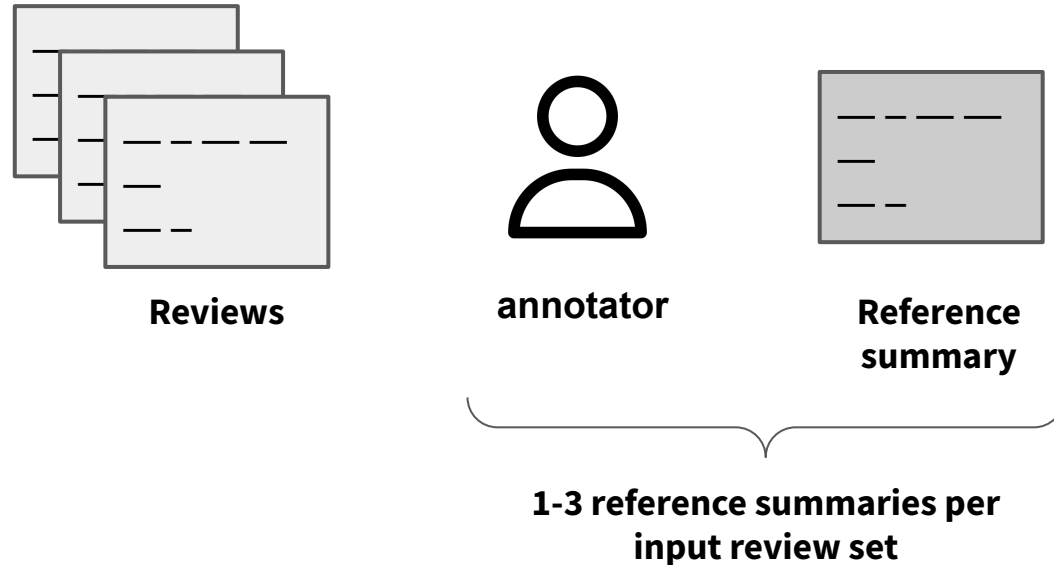 Reviews
annotator
Reference
summary
1-3 reference summaries per
input review set